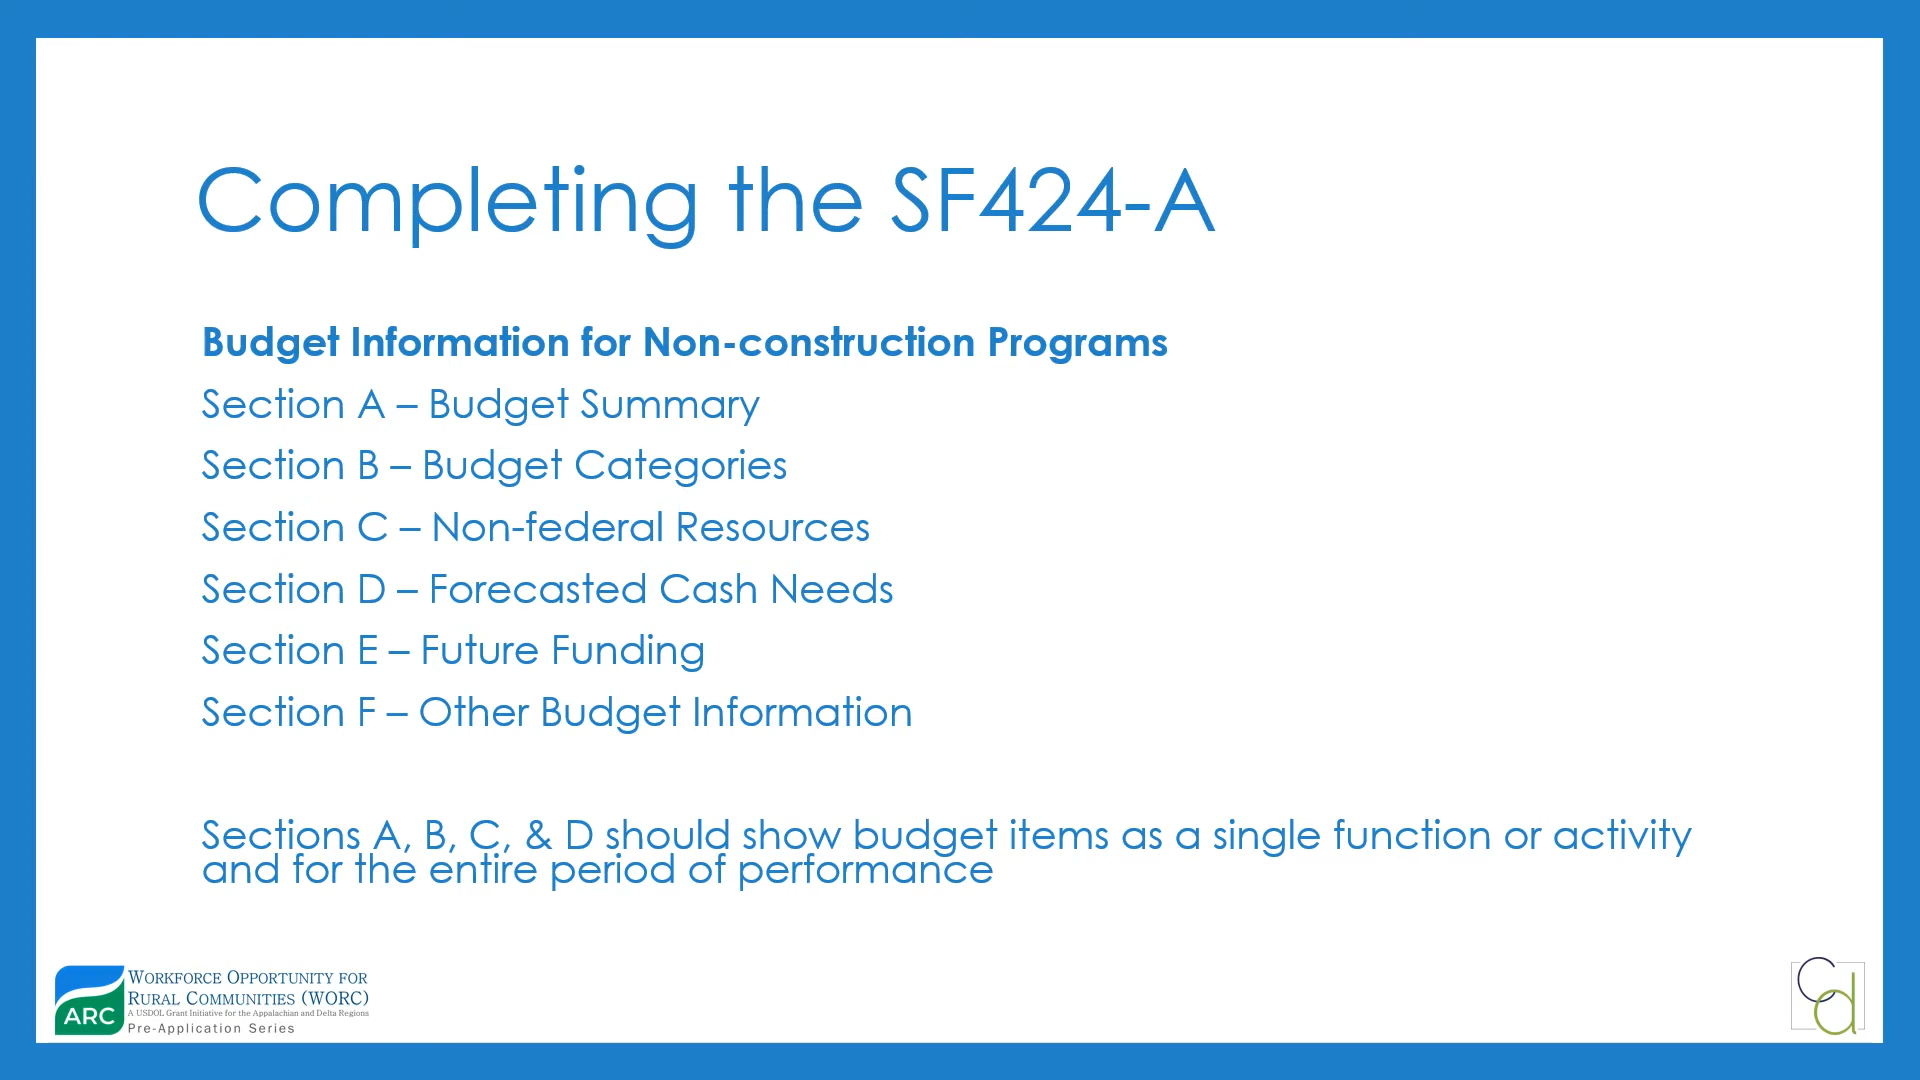 Completing the SF424-A
Budget Information for Non-construction Programs
Section A – Budget Summary
Section B – Budget Categories
Section C – Non-federal Resources
Section D – Forecasted Cash Needs
Section E – Future Funding
Section F – Other Budget Information
Sections A, B, C, & D should show budget items as a single function or activity
and for the entire period of performance
ARC
WORKFORCE OPPORTUNITY FOR
RURAL COMMUNITIES (WORC)
A USDOL Grant Initiative for the Appalachian and Delta Regions
Pre-Application Series
cd